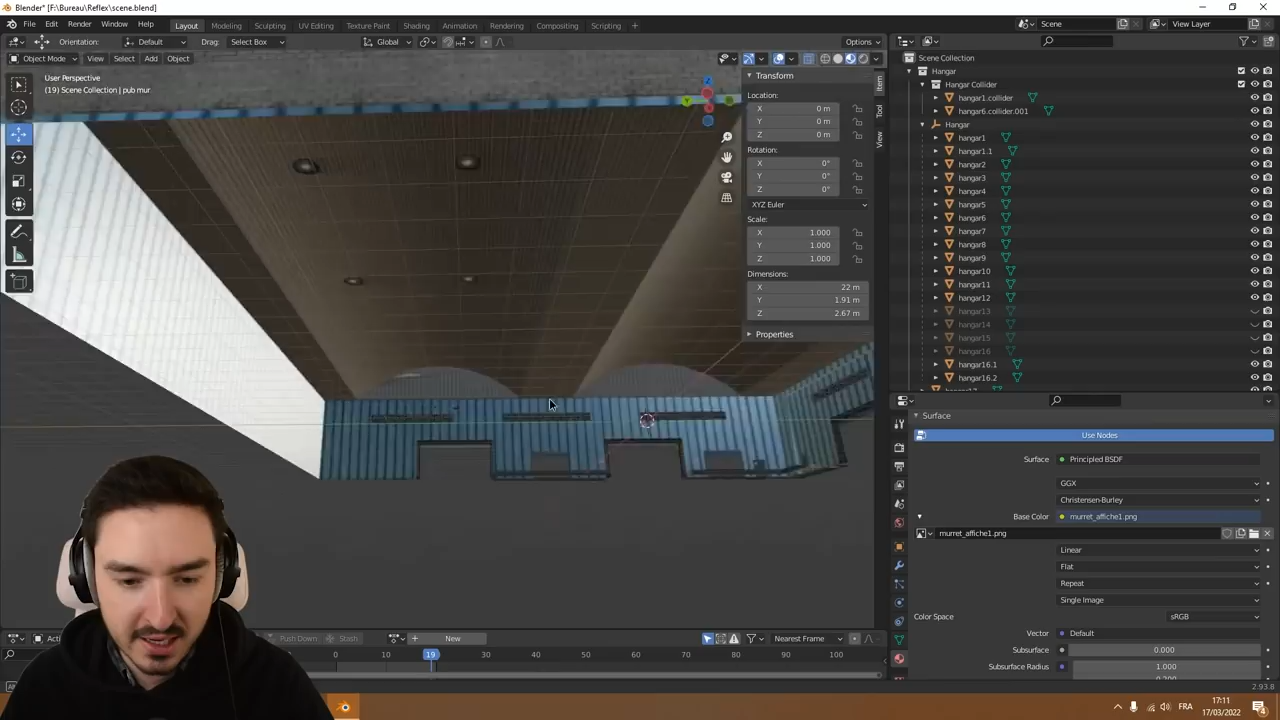 Blender* [F:\Bureau\Reflex\scene.blend]
File Edit Render Window Help
Layout Modeling Sculpting UV Editing Texture Paint Shading Animation Rendering Compositing Scripting
Scene
View Layer
Orientation: Default Drag: Select Box Global Options
Object Mode View Select Add Object
User Perspective
(19) Scene Collection | pub mur
Transform
Location:
X 0 m
Y 0 m
Z 0 m
Rotation:
X 0°
Y 0°
Z 0°
XYZ Euler
Scale:
X 1.000
Y 1.000
Z 1.000
Dimensions:
X 22 m
Y 1.91 m
Z 2.67 m
Properties
Item
Tool
View
Scene Collection
Hangar
Hangar Collider
hangar1.collider
hangar6.collider.001
Hangar
hangar1
hangar1.1
hangar2
hangar3
hangar4
hangar5
hangar6
hangar7
hangar8
hangar9
hangar10
hangar11
hangar12
hangar13
hangar14
hangar15
hangar16
hangar16.1
hangar16.2
Surface
Use Nodes
Surface Principled BSDF
GGX
Christensen-Burley
Base Color murret_affiche1.png
murret_affiche1.png
Linear
Flat
Repeat
Single Image
Color Space sRGB
Vector Default
Subsurface 0.000
Subsurface Radius 1.000
Push Down Stash New Nearest Frame
0 10 19 30 40 50 60 70 80 90 100
2.93.8
FRA
17:11
17/03/2022